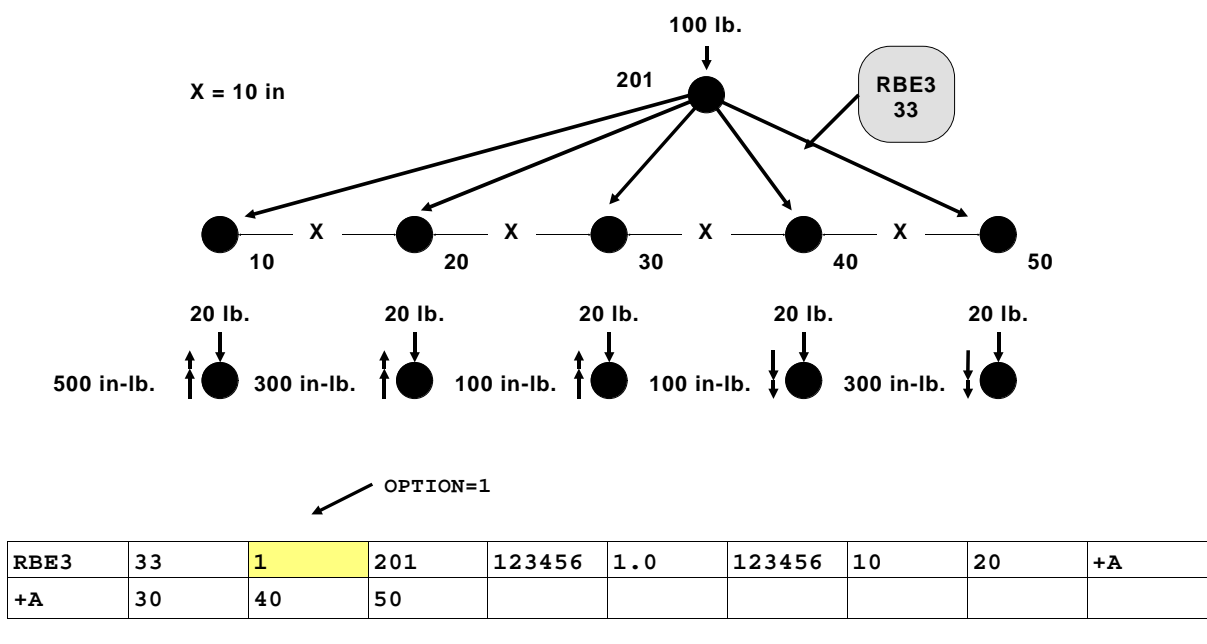 100 lb.
201
X = 10 in
RBE3
33
X X X X
10 20 30 40 50
20 lb. 20 lb. 20 lb. 20 lb. 20 lb.
500 in-lb. 300 in-lb. 100 in-lb. 100 in-lb. 300 in-lb.
OPTION=1
RBE3 33 1 201 123456 1.0 123456 10 20 +A
+A 30 40 50